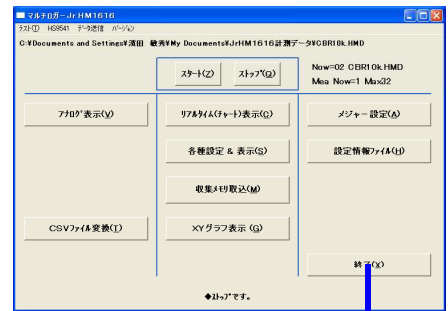 マルチロガーJr HM1616
テスト(T) HS9541 データ送信 バージョン
C:¥Documents and Settings¥濱田 敏秀¥My Documents¥JrHM1616計測データ¥CBR10k.HMD
スタート(Z) ストップ(Q)
Now=02 CBR10k.HMD
Mea Now=1 Max32
アナログ表示(V) リアルタイム(チャート)表示(C) メジャー設定(A)
各種設定 & 表示(S) 設定情報ファイル(H)
収集メモリ取込(M)
CSVファイル変換(T) XYグラフ表示 (G)
終了(X)
◆ストップです。